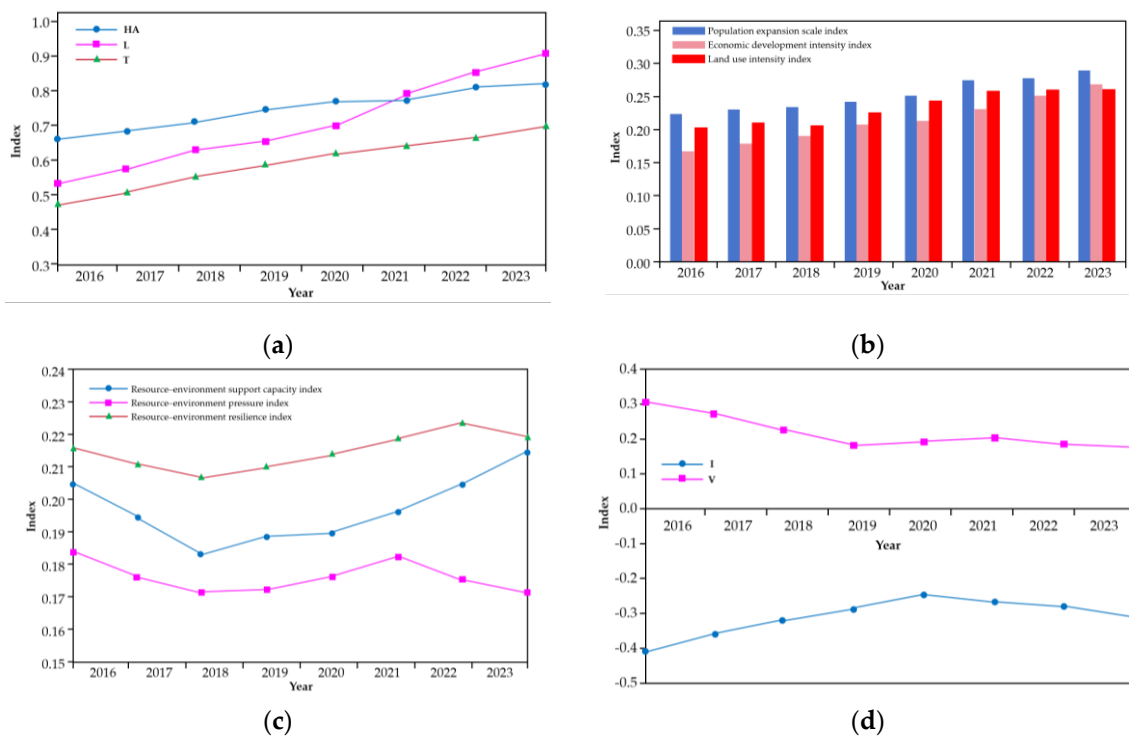 1.0
0.9
0.8
0.7
0.6
0.5
0.4
0.3
Index
HA
L
T
2016 2017 2018 2019 2020 2021 2022 2023
Year
(a)
0.35
0.30
0.25
0.20
0.15
0.10
0.05
0.00
Index
Population expansion scale index
Economic development intensity index
Land use intensity index
2016 2017 2018 2019 2020 2021 2022 2023
Year
(b)
0.24
0.23
0.22
0.21
0.20
0.19
0.18
0.17
0.16
0.15
Index
Resource–environment support capacity index
Resource–environment pressure index
Resource–environment resilience index
2016 2017 2018 2019 2020 2021 2022 2023
Year
(c)
0.4
0.3
0.2
0.1
0.0
-0.1
-0.2
-0.3
-0.4
-0.5
Index
I
V
2016 2017 2018 2019 2020 2021 2022 2023
Year
(d)